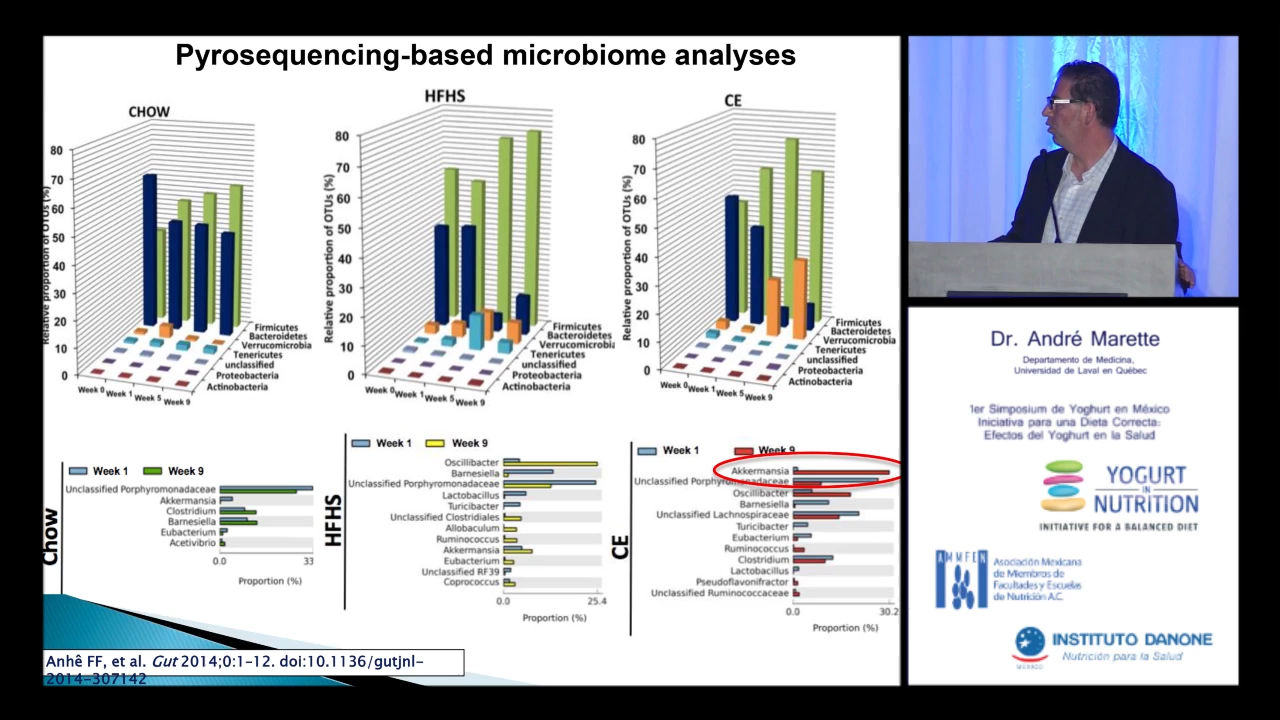 Pyrosequencing-based microbiome analyses
CHOW
80
70
60
50
40
30
20
10
0
Relative proportion of OTUs (%)
Week 0
Week 1
Week 5
Week 9
Firmicutes
Bacteroidetes
Verrucomicrobia
Tenericutes
unclassified
Proteobacteria
Actinobacteria
HFHS
80
70
60
50
40
30
20
10
0
Relative proportion of OTUs (%)
Week 0
Week 1
Week 5
Week 9
Firmicutes
Bacteroidetes
Verrucomicrobia
Tenericutes
unclassified
Proteobacteria
Actinobacteria
CE
80
70
60
50
40
30
20
10
0
Relative proportion of OTUs (%)
Week 0
Week 1
Week 5
Week 9
Firmicutes
Bacteroidetes
Verrucomicrobia
Tenericutes
unclassified
Proteobacteria
Actinobacteria
Chow
Week 1 Week 9
Unclassified Porphyromonadaceae
Akkermansia
Clostridium
Barnesiella
Eubacterium
Acetivibrio
0.0 33
Proportion (%)
HFHS
Week 1 Week 9
Oscillibacter
Barnesiella
Unclassified Porphyromonadaceae
Lactobacillus
Turicibacter
Unclassified Clostridiales
Allobaculum
Ruminococcus
Akkermansia
Eubacterium
Unclassified RF39
Coprococcus
0.0 25.4
Proportion (%)
CE
Week 1 Week 9
Akkermansia
Unclassified Porphyromonadaceae
Oscillibacter
Barnesiella
Unclassified Lachnospiraceae
Turicibacter
Eubacterium
Ruminococcus
Clostridium
Lactobacillus
Pseudoflavonifractor
Unclassified Ruminococcaceae
0.0 30.2
Proportion (%)
Anhê FF, et al. Gut 2014;0:1-12. doi:10.1136/gutjnl-
2014-307142
Dr. André Marette
Departamento de Medicina,
Universidad de Laval en Québec
1er Simposium de Yoghurt en México
Iniciativa para una Dieta Correcta:
Efectos del Yoghurt en la Salud
YOGURT
IN
NUTRITION
INITIATIVE FOR A BALANCED DIET
AMMFEN
Asociación Mexicana
de Miembros de
Facultades y Escuelas
de Nutrición A.C.
INSTITUTO DANONE
Nutrición para la Salud
MÉXICO